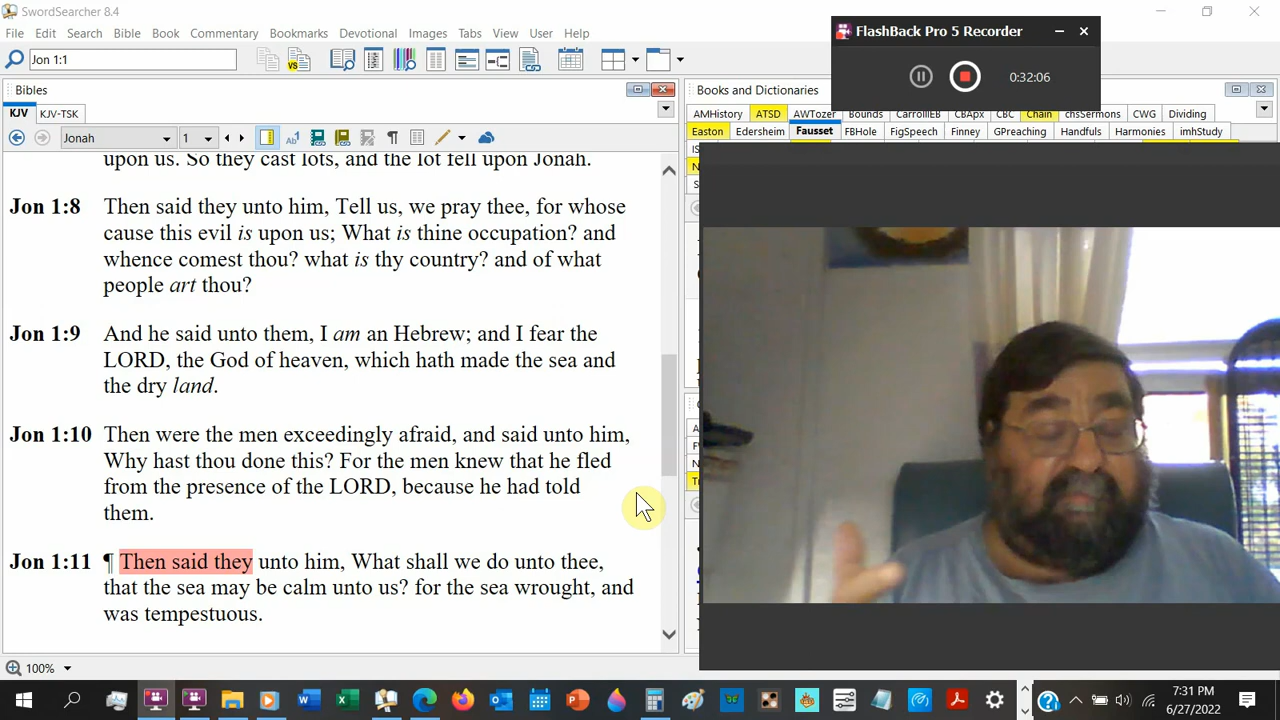 SwordSearcher 8.4
File Edit Search Bible Book Commentary Bookmarks Devotional Images Tabs View User Help
Jon 1:1
VS
FlashBack Pro 5 Recorder
0:32:06
Bibles
KJV KJV-TSK
Jonah 1
upon us. So they cast lots, and the lot fell upon Jonah.
Jon 1:8 Then said they unto him, Tell us, we pray thee, for whose
cause this evil is upon us; What is thine occupation? and
whence comest thou? what is thy country? and of what
people art thou?
Jon 1:9 And he said unto them, I am an Hebrew; and I fear the
LORD, the God of heaven, which hath made the sea and
the dry land.
Jon 1:10 Then were the men exceedingly afraid, and said unto him,
Why hast thou done this? For the men knew that he fled
from the presence of the LORD, because he had told
them.
Jon 1:11 ¶ Then said they unto him, What shall we do unto thee,
that the sea may be calm unto us? for the sea wrought, and
was tempestuous.
100%
Books and Dictionaries
AMHistory ATSD AWTozer Bounds CarrollIEB CBApx CBC Chain chsSermons CWG Dividing
Easton Edersheim Fausset FBHole FigSpeech Finney GPreaching Handfuls Harmonies imhStudy
7:31 PM
6/27/2022